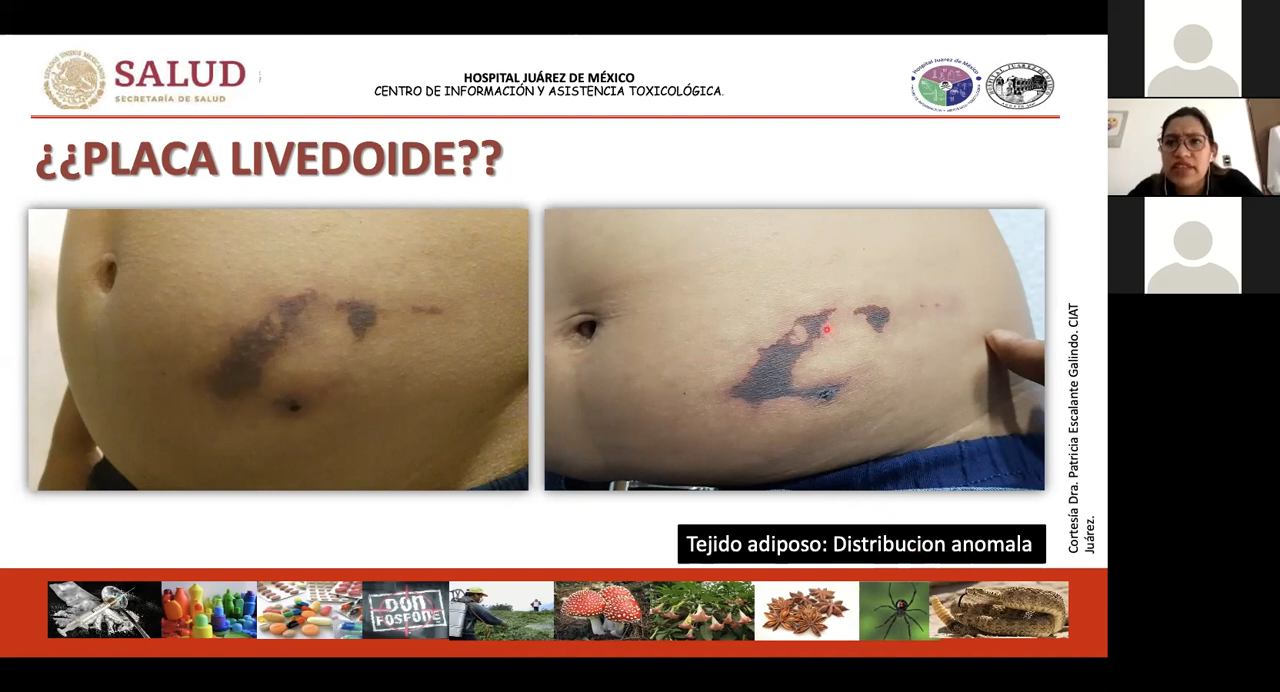 SALUD
SECRETARÍA DE SALUD
HOSPITAL JUÁREZ DE MÉXICO
CENTRO DE INFORMACIÓN Y ASISTENCIA TOXICOLÓGICA.
¿¿PLACA LIVEDOIDE??
Cortesía Dra. Patricia Escalante Galindo. CIAT
Juárez.
Tejido adiposo: Distribucion anomala
DON
FOSFONE